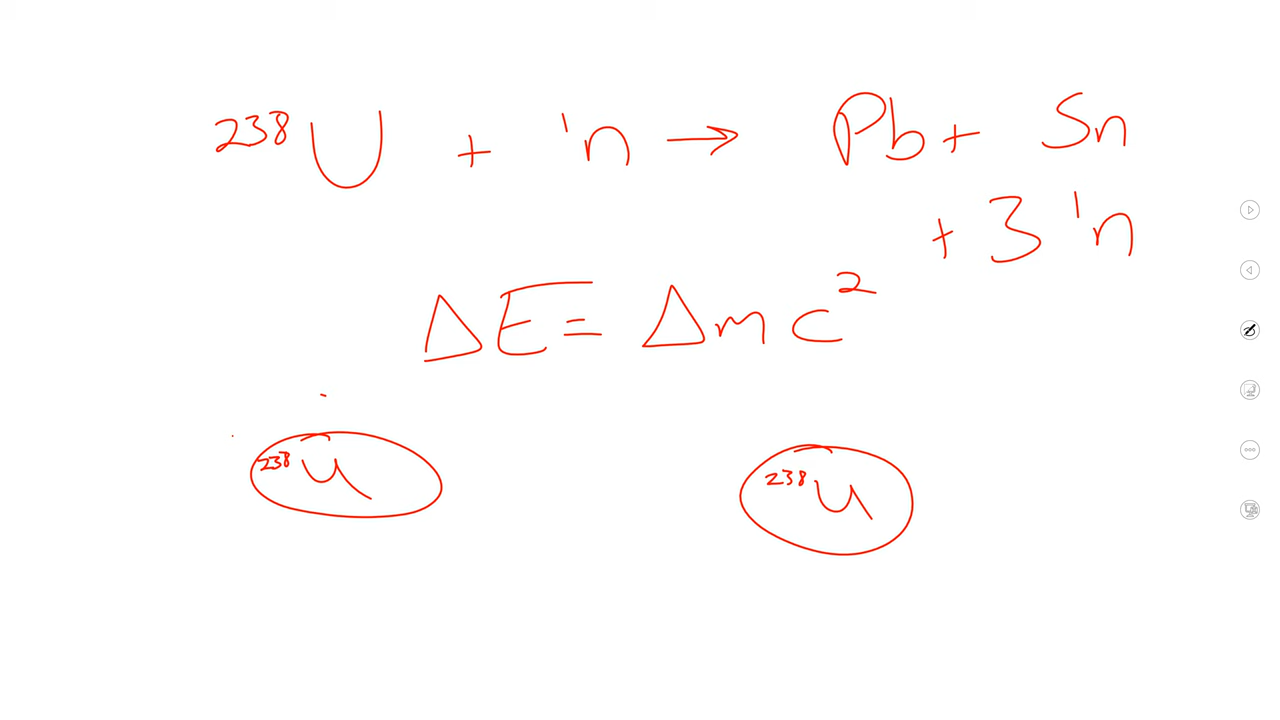 ²³⁸U + ¹n → Pb + Sn
+ 3 ¹n
ΔE = Δmc²
²³⁸U ²³⁸U